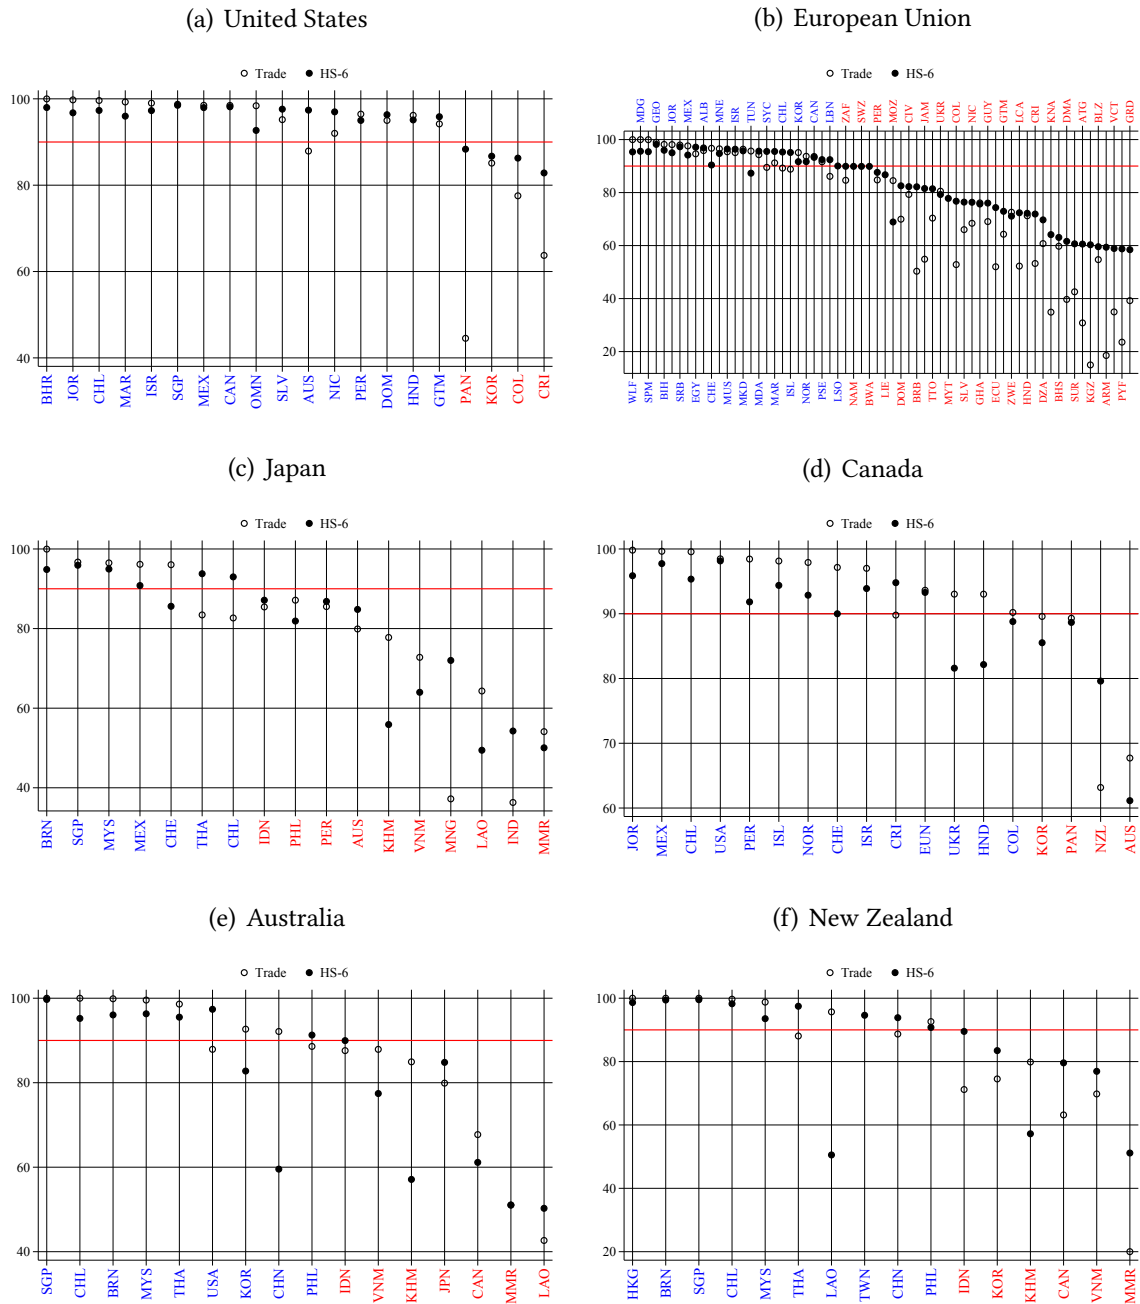 (a) United States
Trade HS-6
100
80
60
40
BHR JOR CHL MAR ISR SGP MEX CAN OMN SLV AUS NIC PER DOM HND GTM PAN KOR COL CRI
(b) European Union
Trade HS-6
MDG GEO JOR MEX ALB MNE ISR TUN SYC CHL KOR CAN LBN ZAF SWZ PER MOZ CIV JAM UKR COL NIC GUY GTM LCA CRI KNA DMA ATG BLZ VCT GRD
100
80
60
40
20
WLF SPM BIH SRB EGY CHE MUS MKD MDA MAR ISL NOR PSE LSO NAM BWA LIE DOM BRB TTO MYT SLV GHA ECU ZWE HND DZA BHS SUR KGZ ARM PYF
(c) Japan
Trade HS-6
100
80
60
40
BRN SGP MYS MEX CHE THA CHL IDN PHL PER AUS KHM VNM MNG LAO IND MMR
(d) Canada
Trade HS-6
100
90
80
70
60
JOR MEX CHL USA PER ISL NOR CHE ISR CRI EUN UKR HND COL KOR PAN NZL AUS
(e) Australia
Trade HS-6
100
80
60
40
SGP CHL BRN MYS THA USA KOR CHN PHL IDN VNM KHM JPN CAN MMR LAO
(f) New Zealand
Trade HS-6
100
80
60
40
20
HKG BRN SGP CHL MYS THA LAO TWN CHN PHL IDN KOR KHM CAN VNM MMR